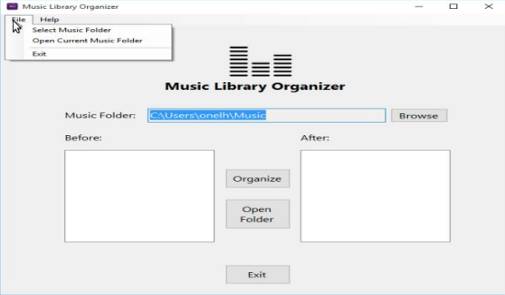 Music Library Organizer
File Help
Select Music Folder
Open Current Music Folder
Exit
Music Library Organizer
Music Folder: C:\Users\onelh\Music Browse
Before: After:
Organize
Open
Folder
Exit